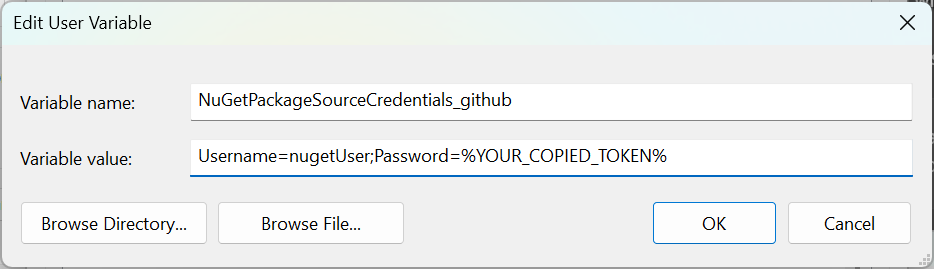 Edit User Variable
Variable name: NuGetPackageSourceCredentials_github
Variable value: Username=nugetUser;Password=%YOUR_COPIED_TOKEN%
Browse Directory... Browse File... OK Cancel